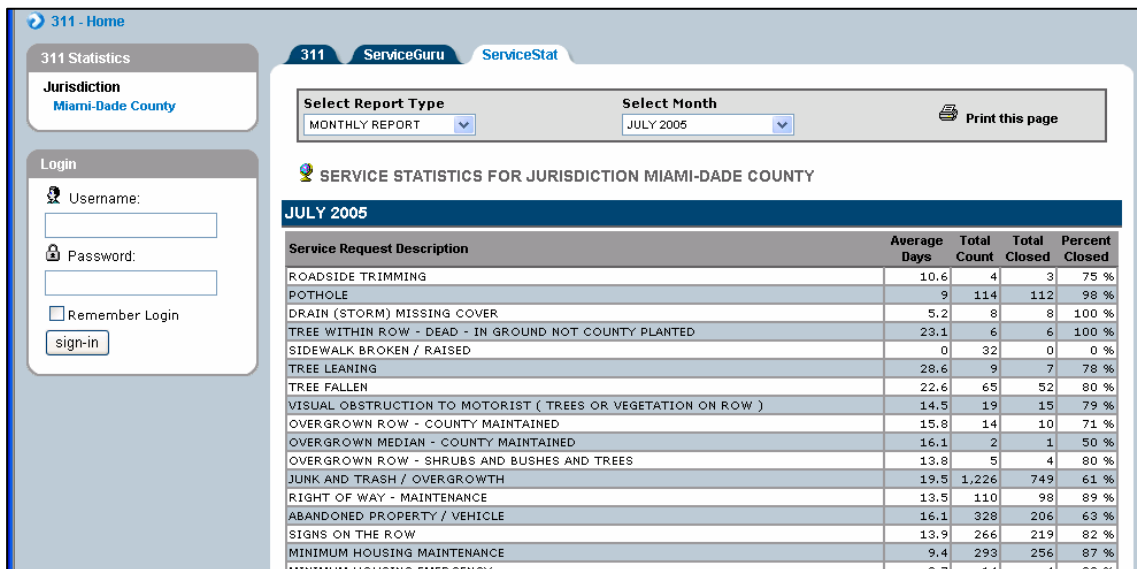 311 - Home
311 Statistics
Jurisdiction
Miami-Dade County
Login
Username:
Password:
Remember Login
sign-in
311 ServiceGuru ServiceStat
Select Report Type Select Month
MONTHLY REPORT JULY 2005 Print this page
SERVICE STATISTICS FOR JURISDICTION MIAMI-DADE COUNTY
JULY 2005
Service Request Description Average Days Total Count Total Closed Percent Closed
ROADSIDE TRIMMING 10.6 4 3 75 %
POTHOLE 9 114 112 98 %
DRAIN (STORM) MISSING COVER 5.2 8 8 100 %
TREE WITHIN ROW - DEAD - IN GROUND NOT COUNTY PLANTED 23.1 6 6 100 %
SIDEWALK BROKEN / RAISED 0 32 0 0 %
TREE LEANING 28.6 9 7 78 %
TREE FALLEN 22.6 65 52 80 %
VISUAL OBSTRUCTION TO MOTORIST ( TREES OR VEGETATION ON ROW ) 14.5 19 15 79 %
OVERGROWN ROW - COUNTY MAINTAINED 15.8 14 10 71 %
OVERGROWN MEDIAN - COUNTY MAINTAINED 16.1 2 1 50 %
OVERGROWN ROW - SHRUBS AND BUSHES AND TREES 13.8 5 4 80 %
JUNK AND TRASH / OVERGROWTH 19.5 1,226 749 61 %
RIGHT OF WAY - MAINTENANCE 13.5 110 98 89 %
ABANDONED PROPERTY / VEHICLE 16.1 328 206 63 %
SIGNS ON THE ROW 13.9 266 219 82 %
MINIMUM HOUSING MAINTENANCE 9.4 293 256 87 %